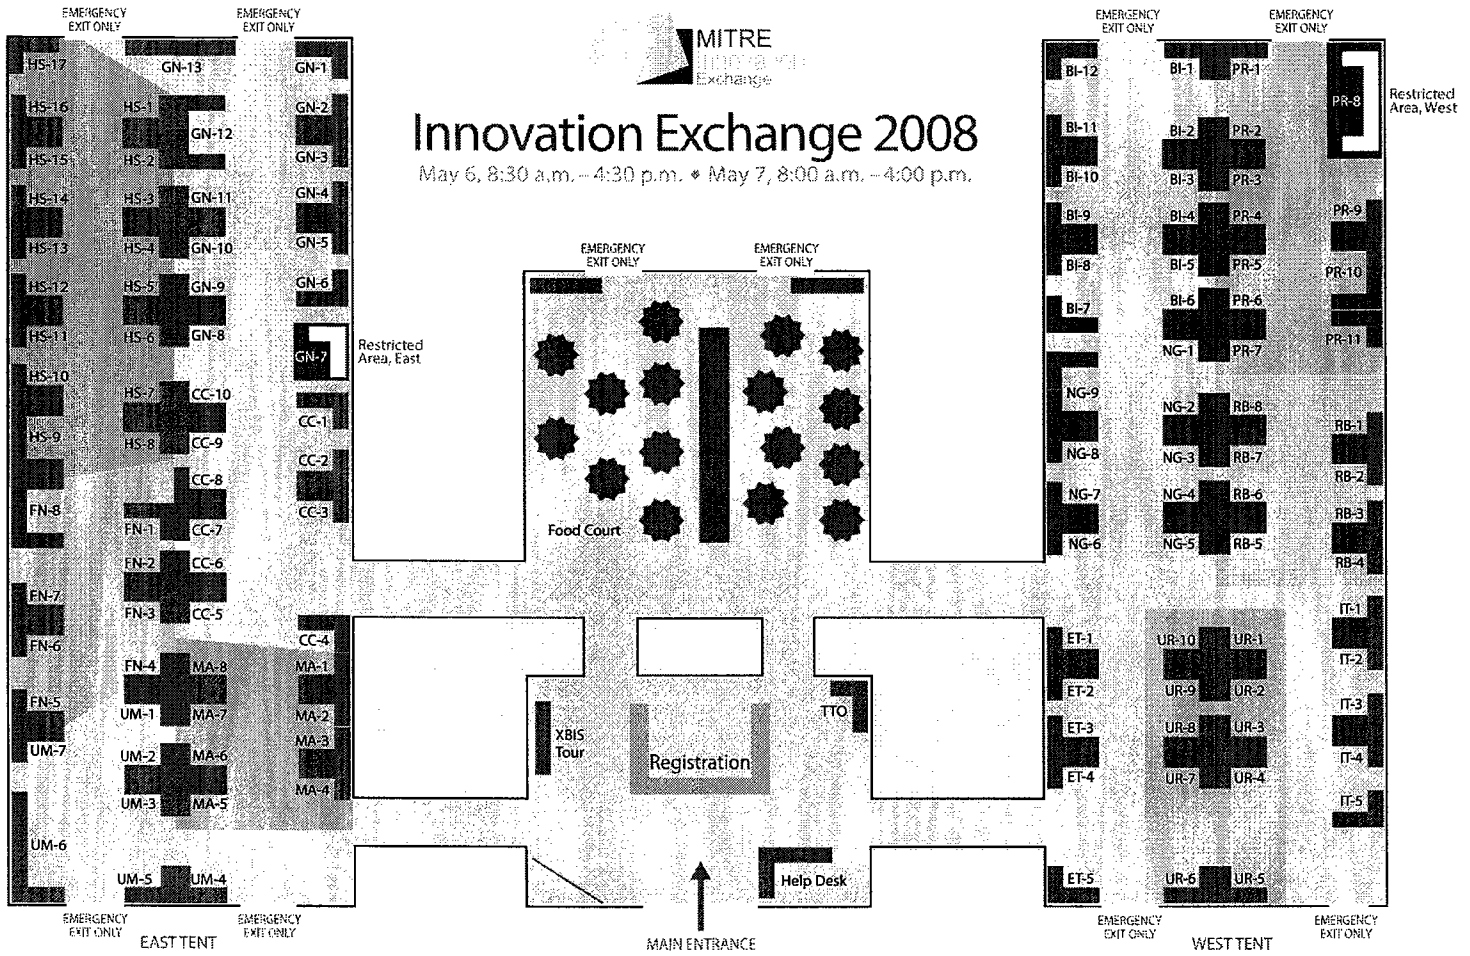 EMERGENCY
EXIT ONLY
EMERGENCY
EXIT ONLY
MITRE
Innovation
Exchange
EMERGENCY
EXIT ONLY
EMERGENCY
EXIT ONLY
Innovation Exchange 2008
May 6, 8:30 a.m. – 4:30 p.m. ◆ May 7, 8:00 a.m. – 4:00 p.m.
HS-17
GN-13
GN-1
HS-16
HS-1
GN-2
GN-12
HS-15
HS-2
GN-3
HS-14
HS-3
GN-11
GN-4
HS-13
HS-4
GN-10
GN-5
HS-12
HS-5
GN-9
GN-6
HS-11
HS-6
GN-8
GN-7
Restricted
Area, East
HS-10
HS-7
CC-10
CC-1
HS-9
HS-8
CC-9
CC-2
CC-8
FN-8
FN-1
CC-7
CC-3
FN-2
CC-6
FN-7
FN-3
CC-5
FN-6
CC-4
FN-4
MA-8
MA-1
FN-5
UM-1
MA-7
MA-2
UM-7
UM-2
MA-6
MA-3
UM-3
MA-5
MA-4
UM-6
UM-5
UM-4
EMERGENCY
EXIT ONLY
EMERGENCY
EXIT ONLY
EAST TENT
EMERGENCY
EXIT ONLY
EMERGENCY
EXIT ONLY
Food Court
XBIS
Tour
Registration
TTO
Help Desk
MAIN ENTRANCE
BI-12
BI-1
PR-1
PR-8
Restricted
Area, West
BI-11
BI-2
PR-2
BI-10
BI-3
PR-3
BI-9
BI-4
PR-4
PR-9
BI-8
BI-5
PR-5
PR-10
BI-7
BI-6
PR-6
NG-1
PR-7
PR-11
NG-9
NG-2
RB-8
RB-1
NG-8
NG-3
RB-7
RB-2
NG-7
NG-4
RB-6
RB-3
NG-6
NG-5
RB-5
RB-4
IT-1
ET-1
UR-10
UR-1
IT-2
ET-2
UR-9
UR-2
IT-3
ET-3
UR-8
UR-3
IT-4
ET-4
UR-7
UR-4
IT-5
ET-5
UR-6
UR-5
EMERGENCY
EXIT ONLY
EMERGENCY
EXIT ONLY
WEST TENT